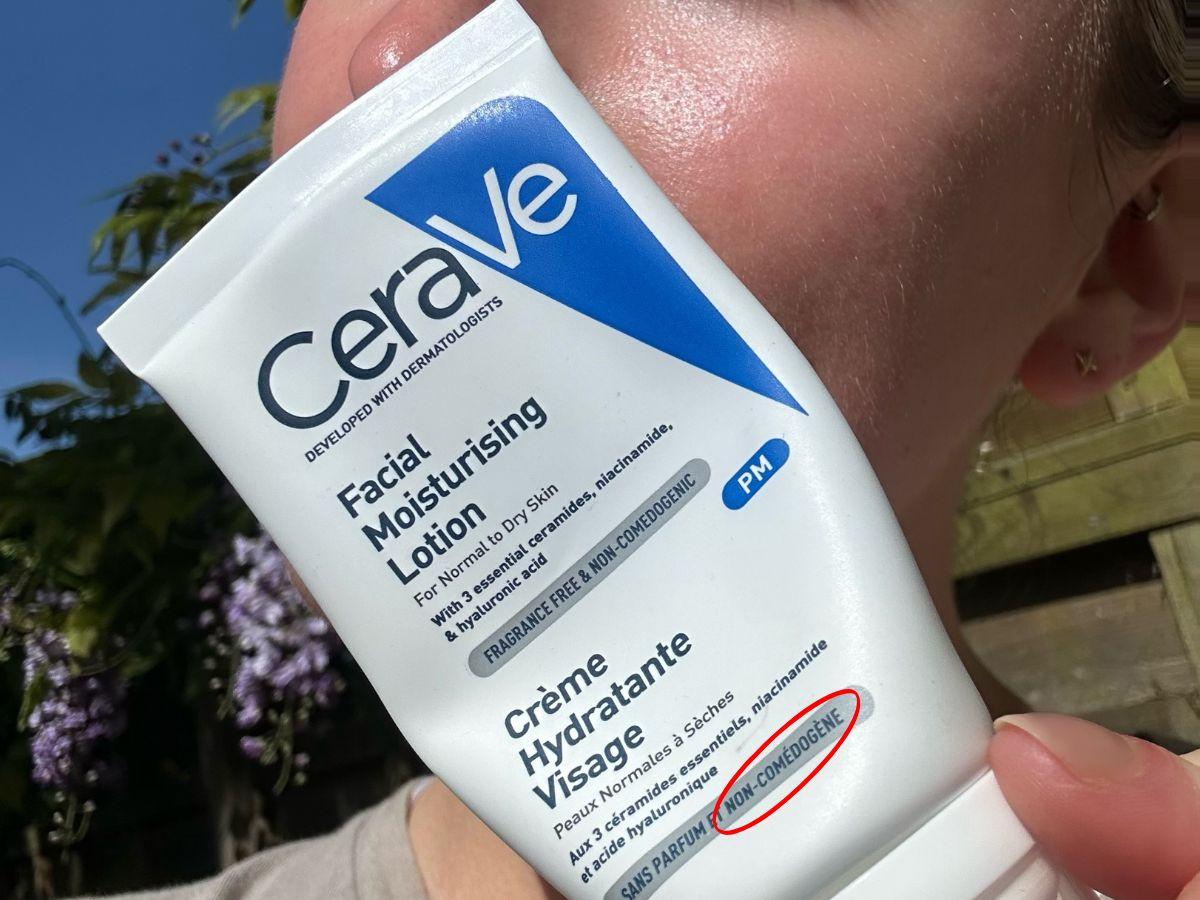 CeraVe
DEVELOPED WITH DERMATOLOGISTS
Facial
Moisturising
Lotion
For Normal to Dry Skin
With 3 essential ceramides, niacinamide,
& hyaluronic acid
FRAGRANCE FREE & NON-COMEDOGENIC
PM
Crème
Hydratante
Visage
Peaux Normales à Sèches
Aux 3 céramides essentiels, niacinamide
et acide hyaluronique
SANS PARFUM ET NON-COMÉDOGÈNE